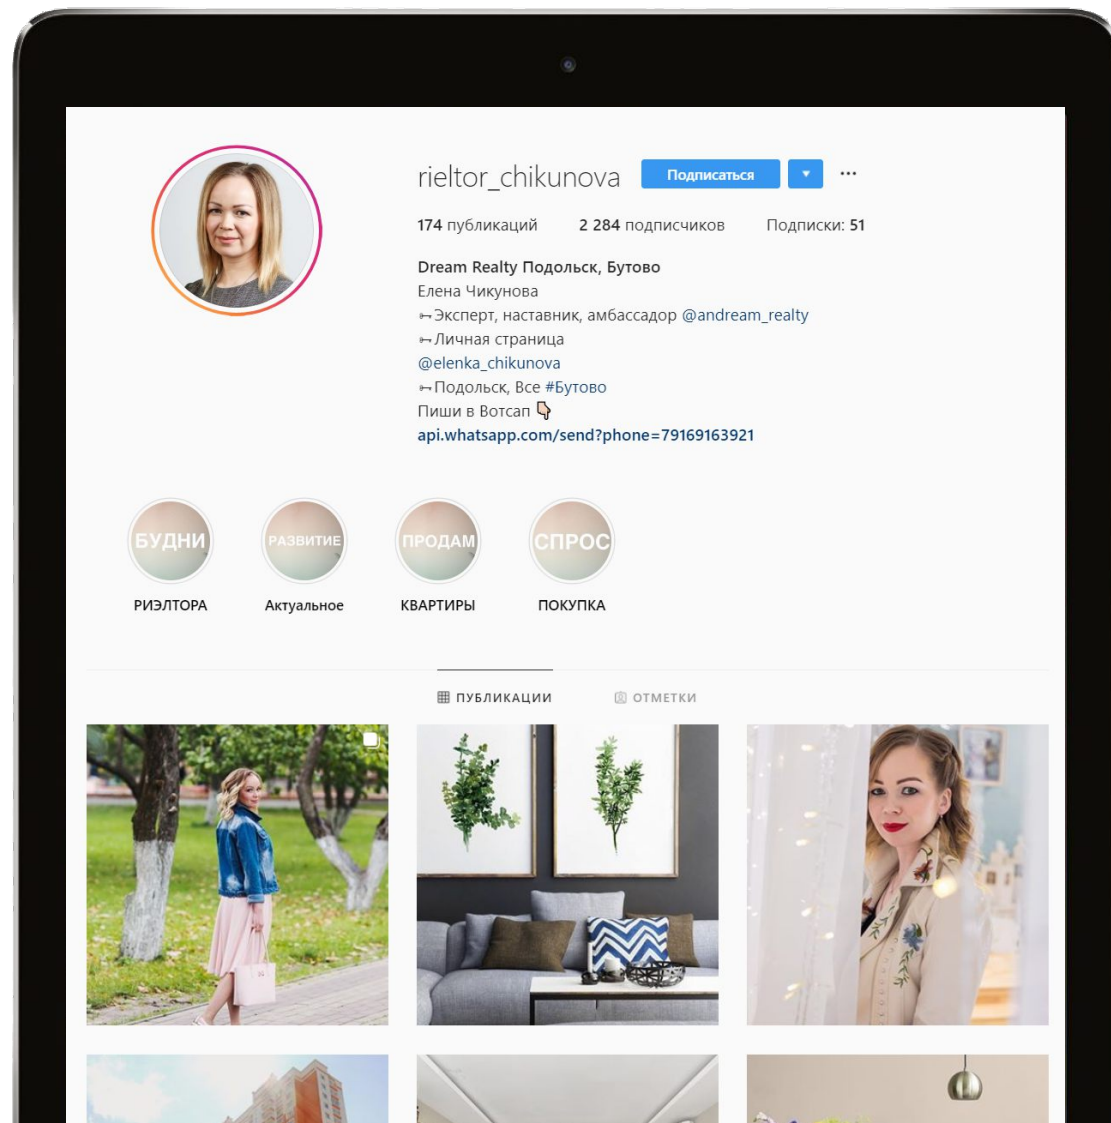 rieltor_chikunova Подписаться ...
174 публикаций 2 284 подписчиков Подписки: 51
Dream Realty Подольск, Бутово
Елена Чикунова
🗝Эксперт, наставник, амбассадор @andream_realty
🗝Личная страница
@elenka_chikunova
🗝Подольск, Все #Бутово
Пиши в Вотсап 👇🏻
api.whatsapp.com/send?phone=79169163921
БУДНИ РАЗВИТИЕ ПРОДАМ СПРОС
РИЭЛТОРА Актуальное КВАРТИРЫ ПОКУПКА
ПУБЛИКАЦИИ ОТМЕТКИ